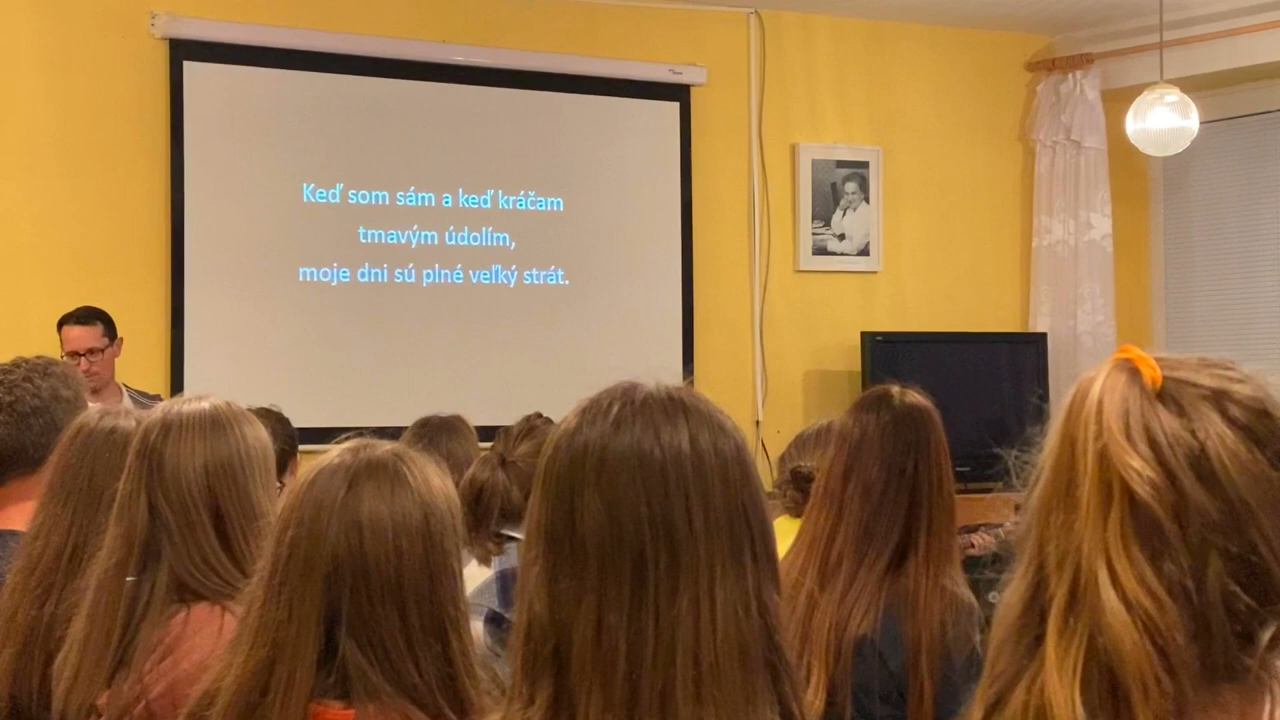 Keď som sám a keď kráčam
tmavým údolím,
moje dni sú plné veľký strát.